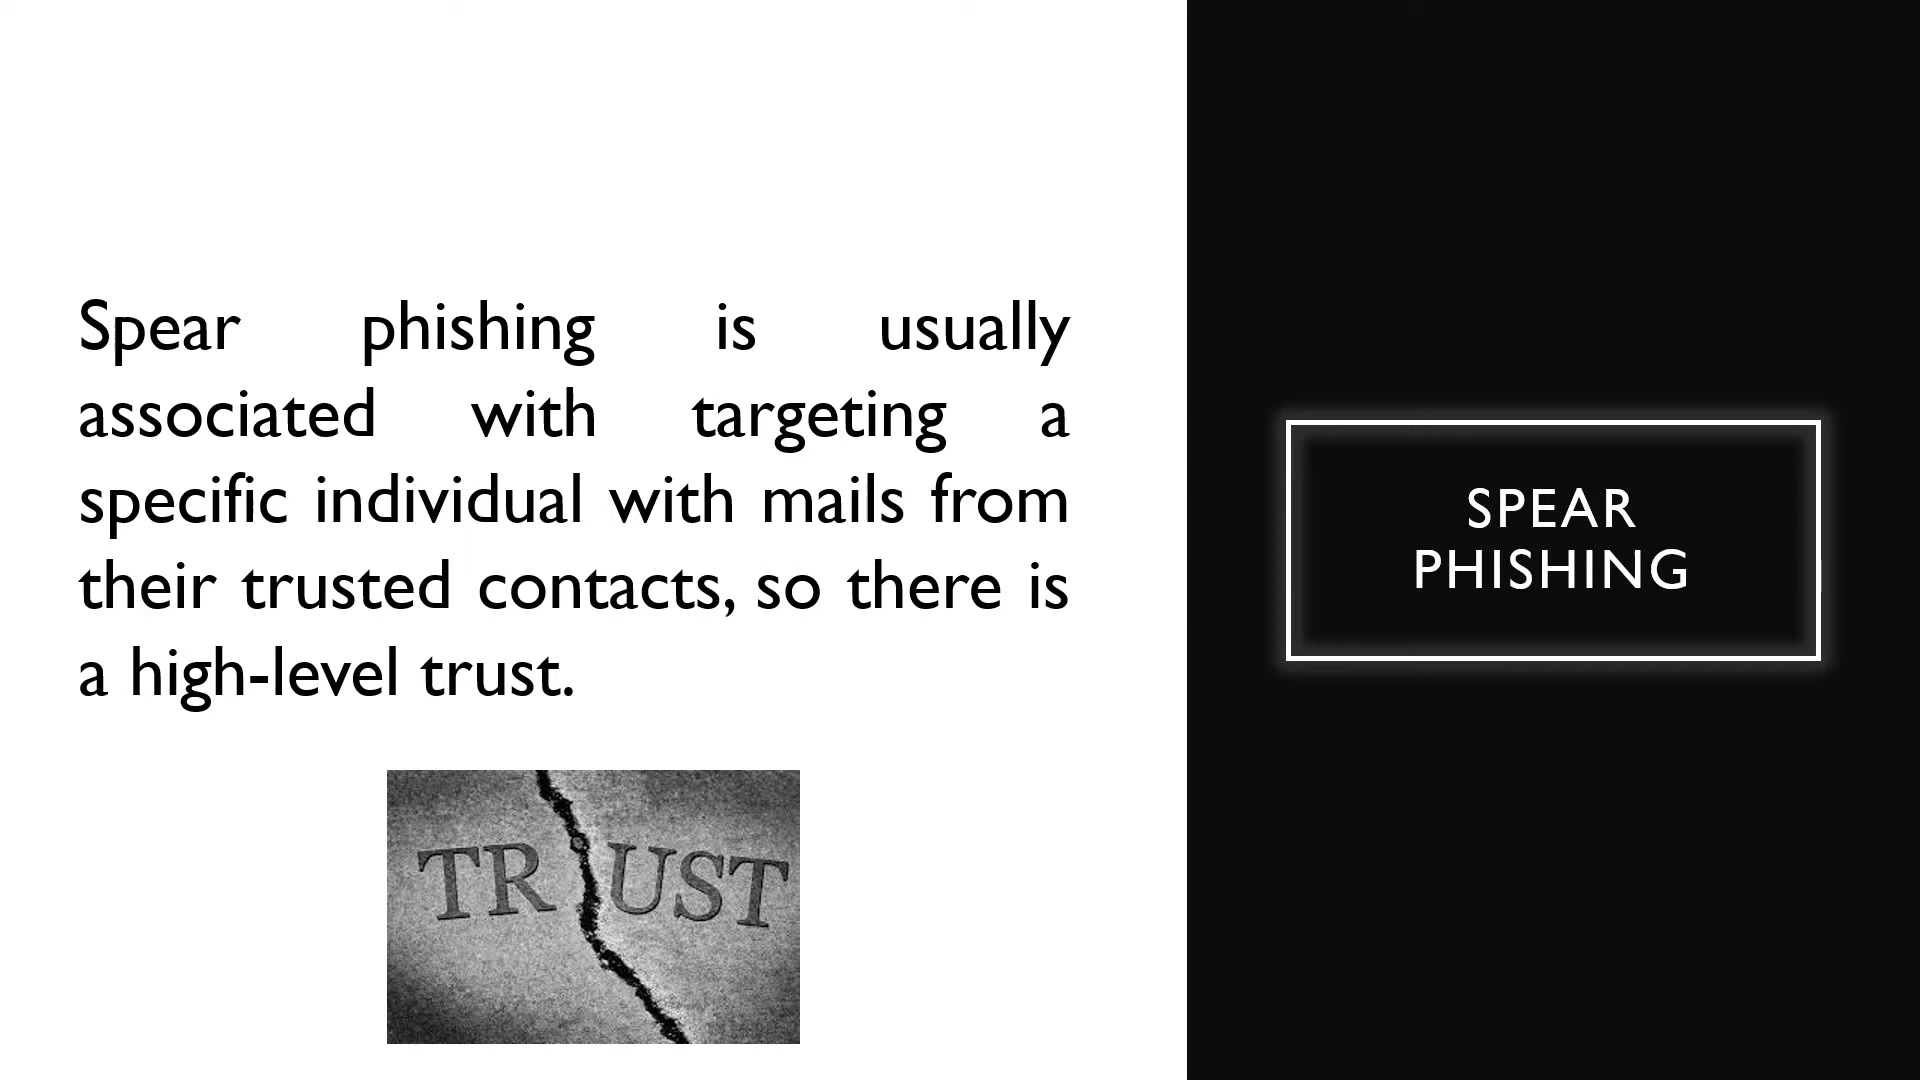 Spear phishing is usually
associated with targeting a
specific individual with mails from
their trusted contacts, so there is
a high-level trust.
TRUST
SPEAR
PHISHING